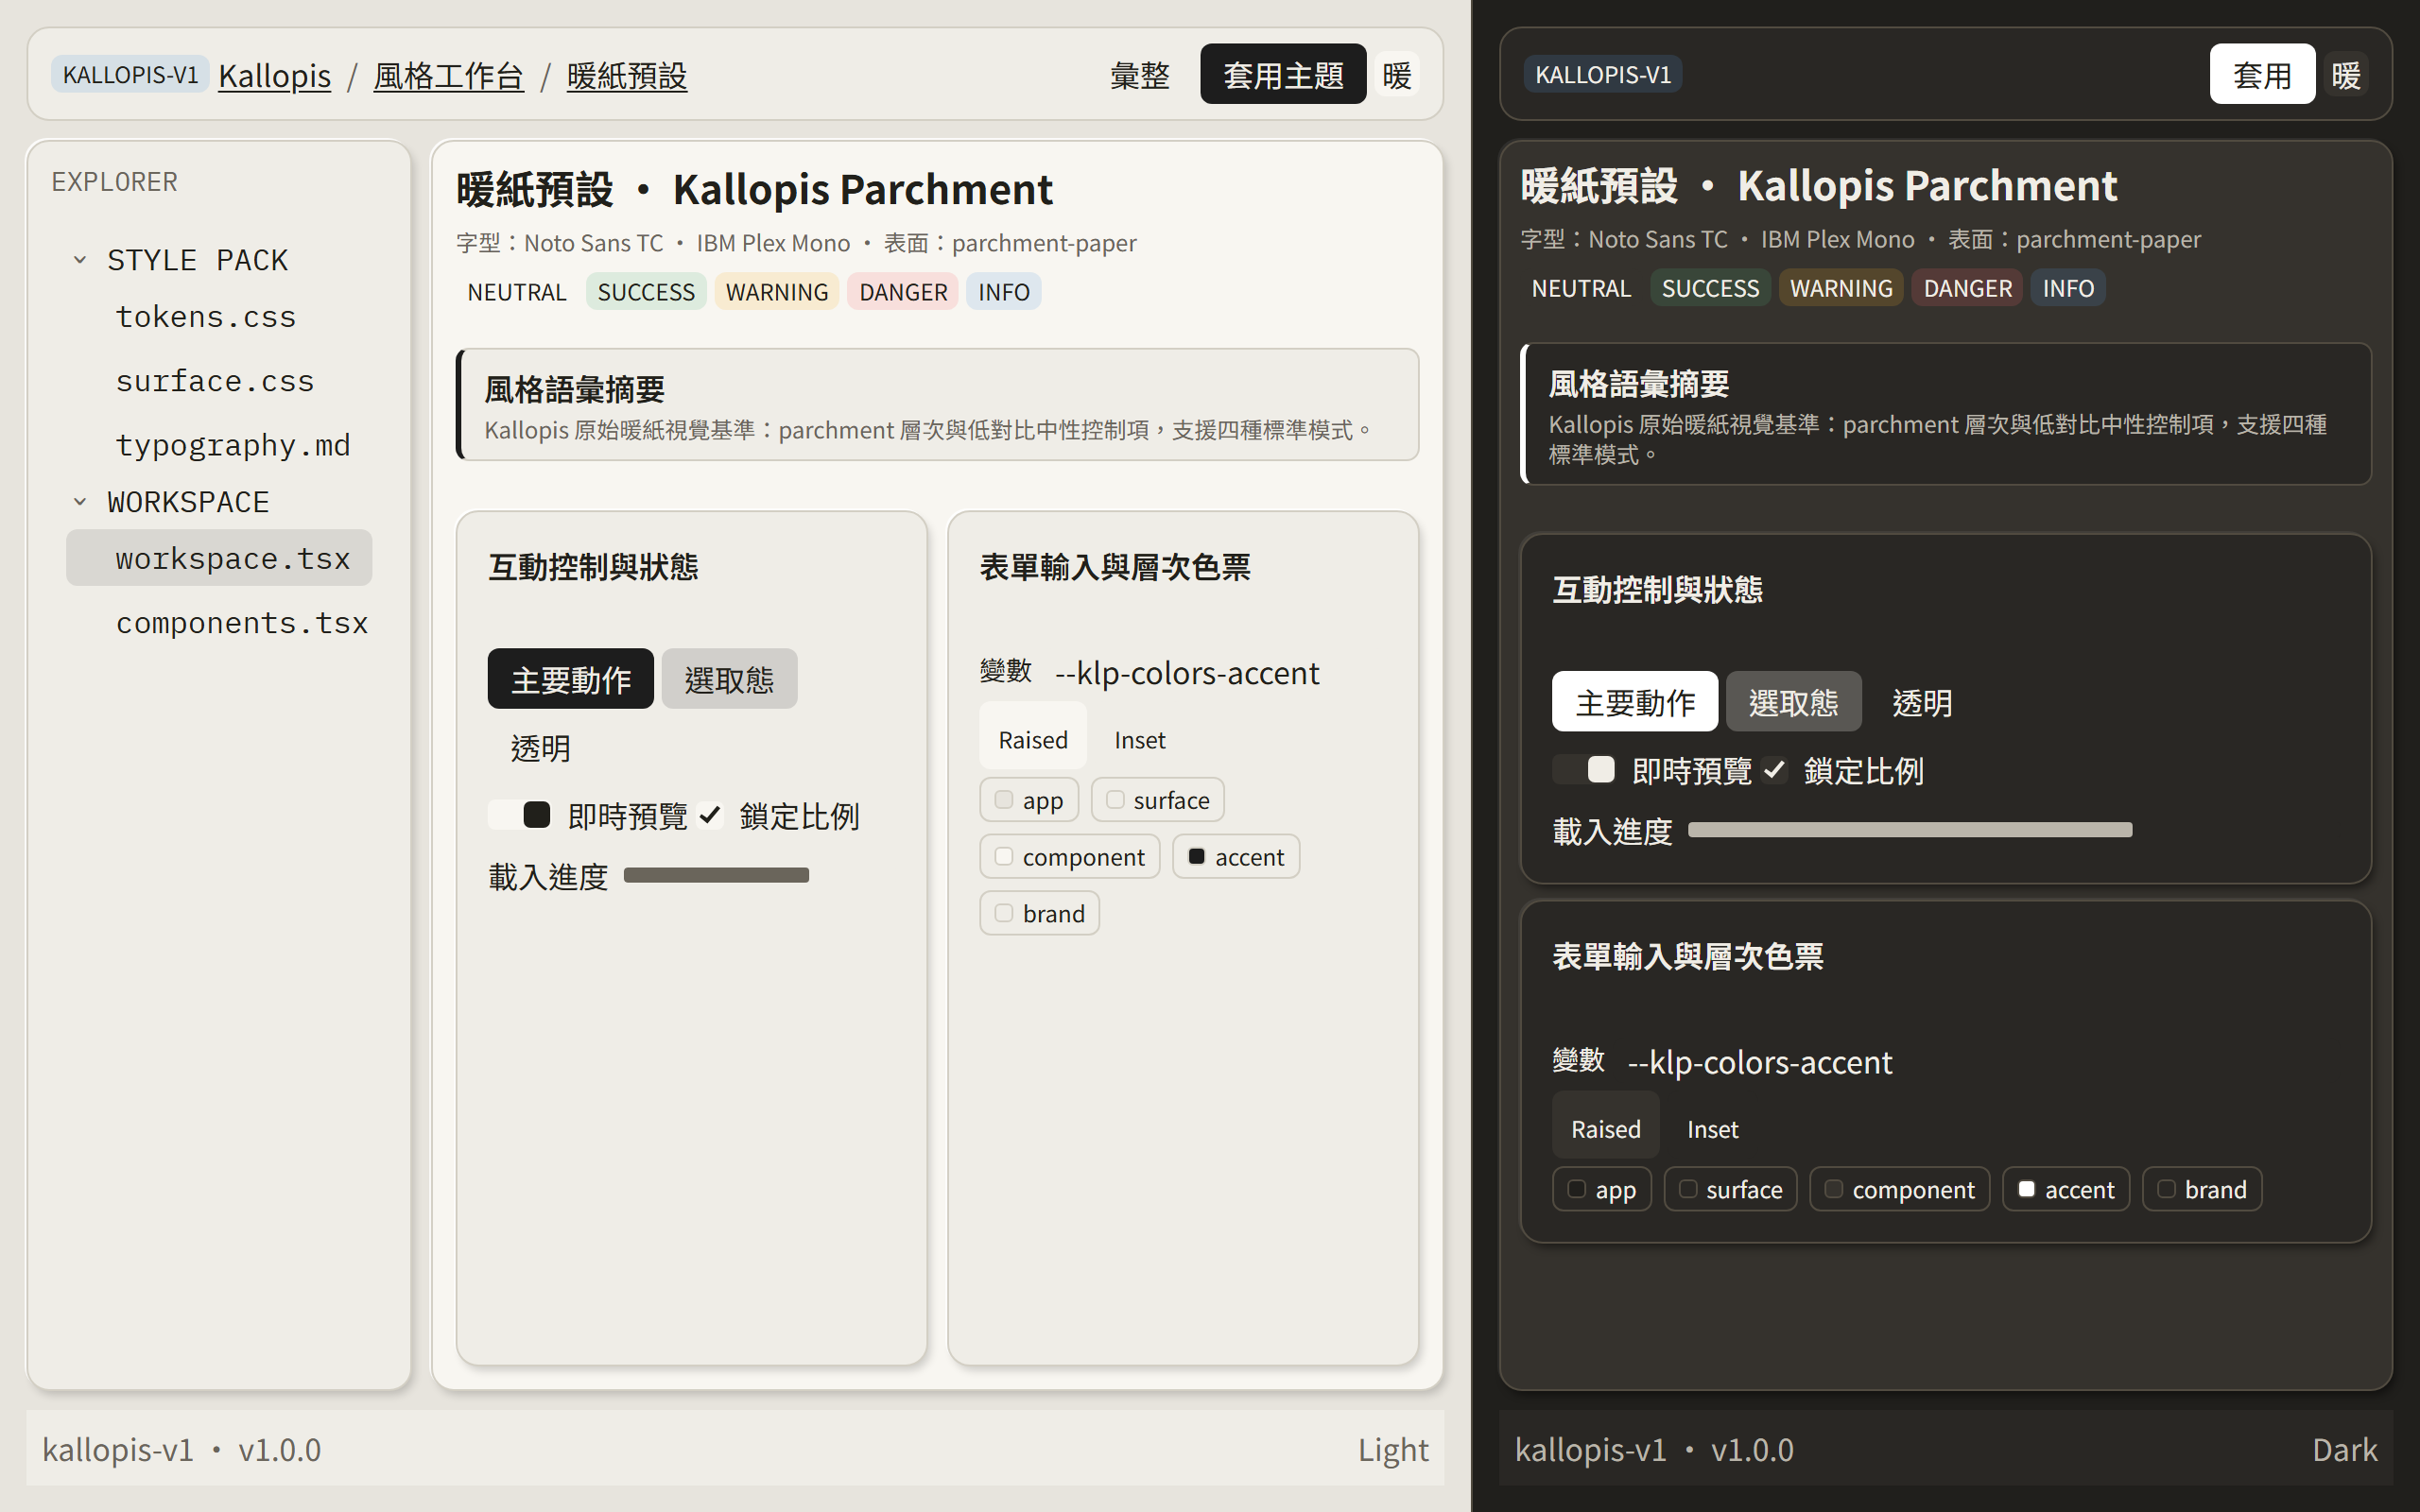 KALLOPIS-V1 Kallopis / 風格工作台 / 暖紙預設 彙整 套用主題 暖
EXPLORER
STYLE PACK
tokens.css
surface.css
typography.md
WORKSPACE
workspace.tsx
components.tsx
暖紙預設 • Kallopis Parchment
字型：Noto Sans TC • IBM Plex Mono • 表面：parchment-paper
NEUTRAL SUCCESS WARNING DANGER INFO
風格語彙摘要
Kallopis 原始暖紙視覺基準：parchment 層次與低對比中性控制項，支援四種標準模式。
互動控制與狀態
主要動作 選取態
透明
即時預覽 鎖定比例
載入進度
表單輸入與層次色票
變數 --klp-colors-accent
Raised Inset
app surface
component accent
brand
kallopis-v1 • v1.0.0 Light
KALLOPIS-V1 套用 暖
暖紙預設 • Kallopis Parchment
字型：Noto Sans TC • IBM Plex Mono • 表面：parchment-paper
NEUTRAL SUCCESS WARNING DANGER INFO
風格語彙摘要
Kallopis 原始暖紙視覺基準：parchment 層次與低對比中性控制項，支援四種
標準模式。
互動控制與狀態
主要動作 選取態 透明
即時預覽 鎖定比例
載入進度
表單輸入與層次色票
變數 --klp-colors-accent
Raised Inset
app surface component accent brand
kallopis-v1 • v1.0.0 Dark